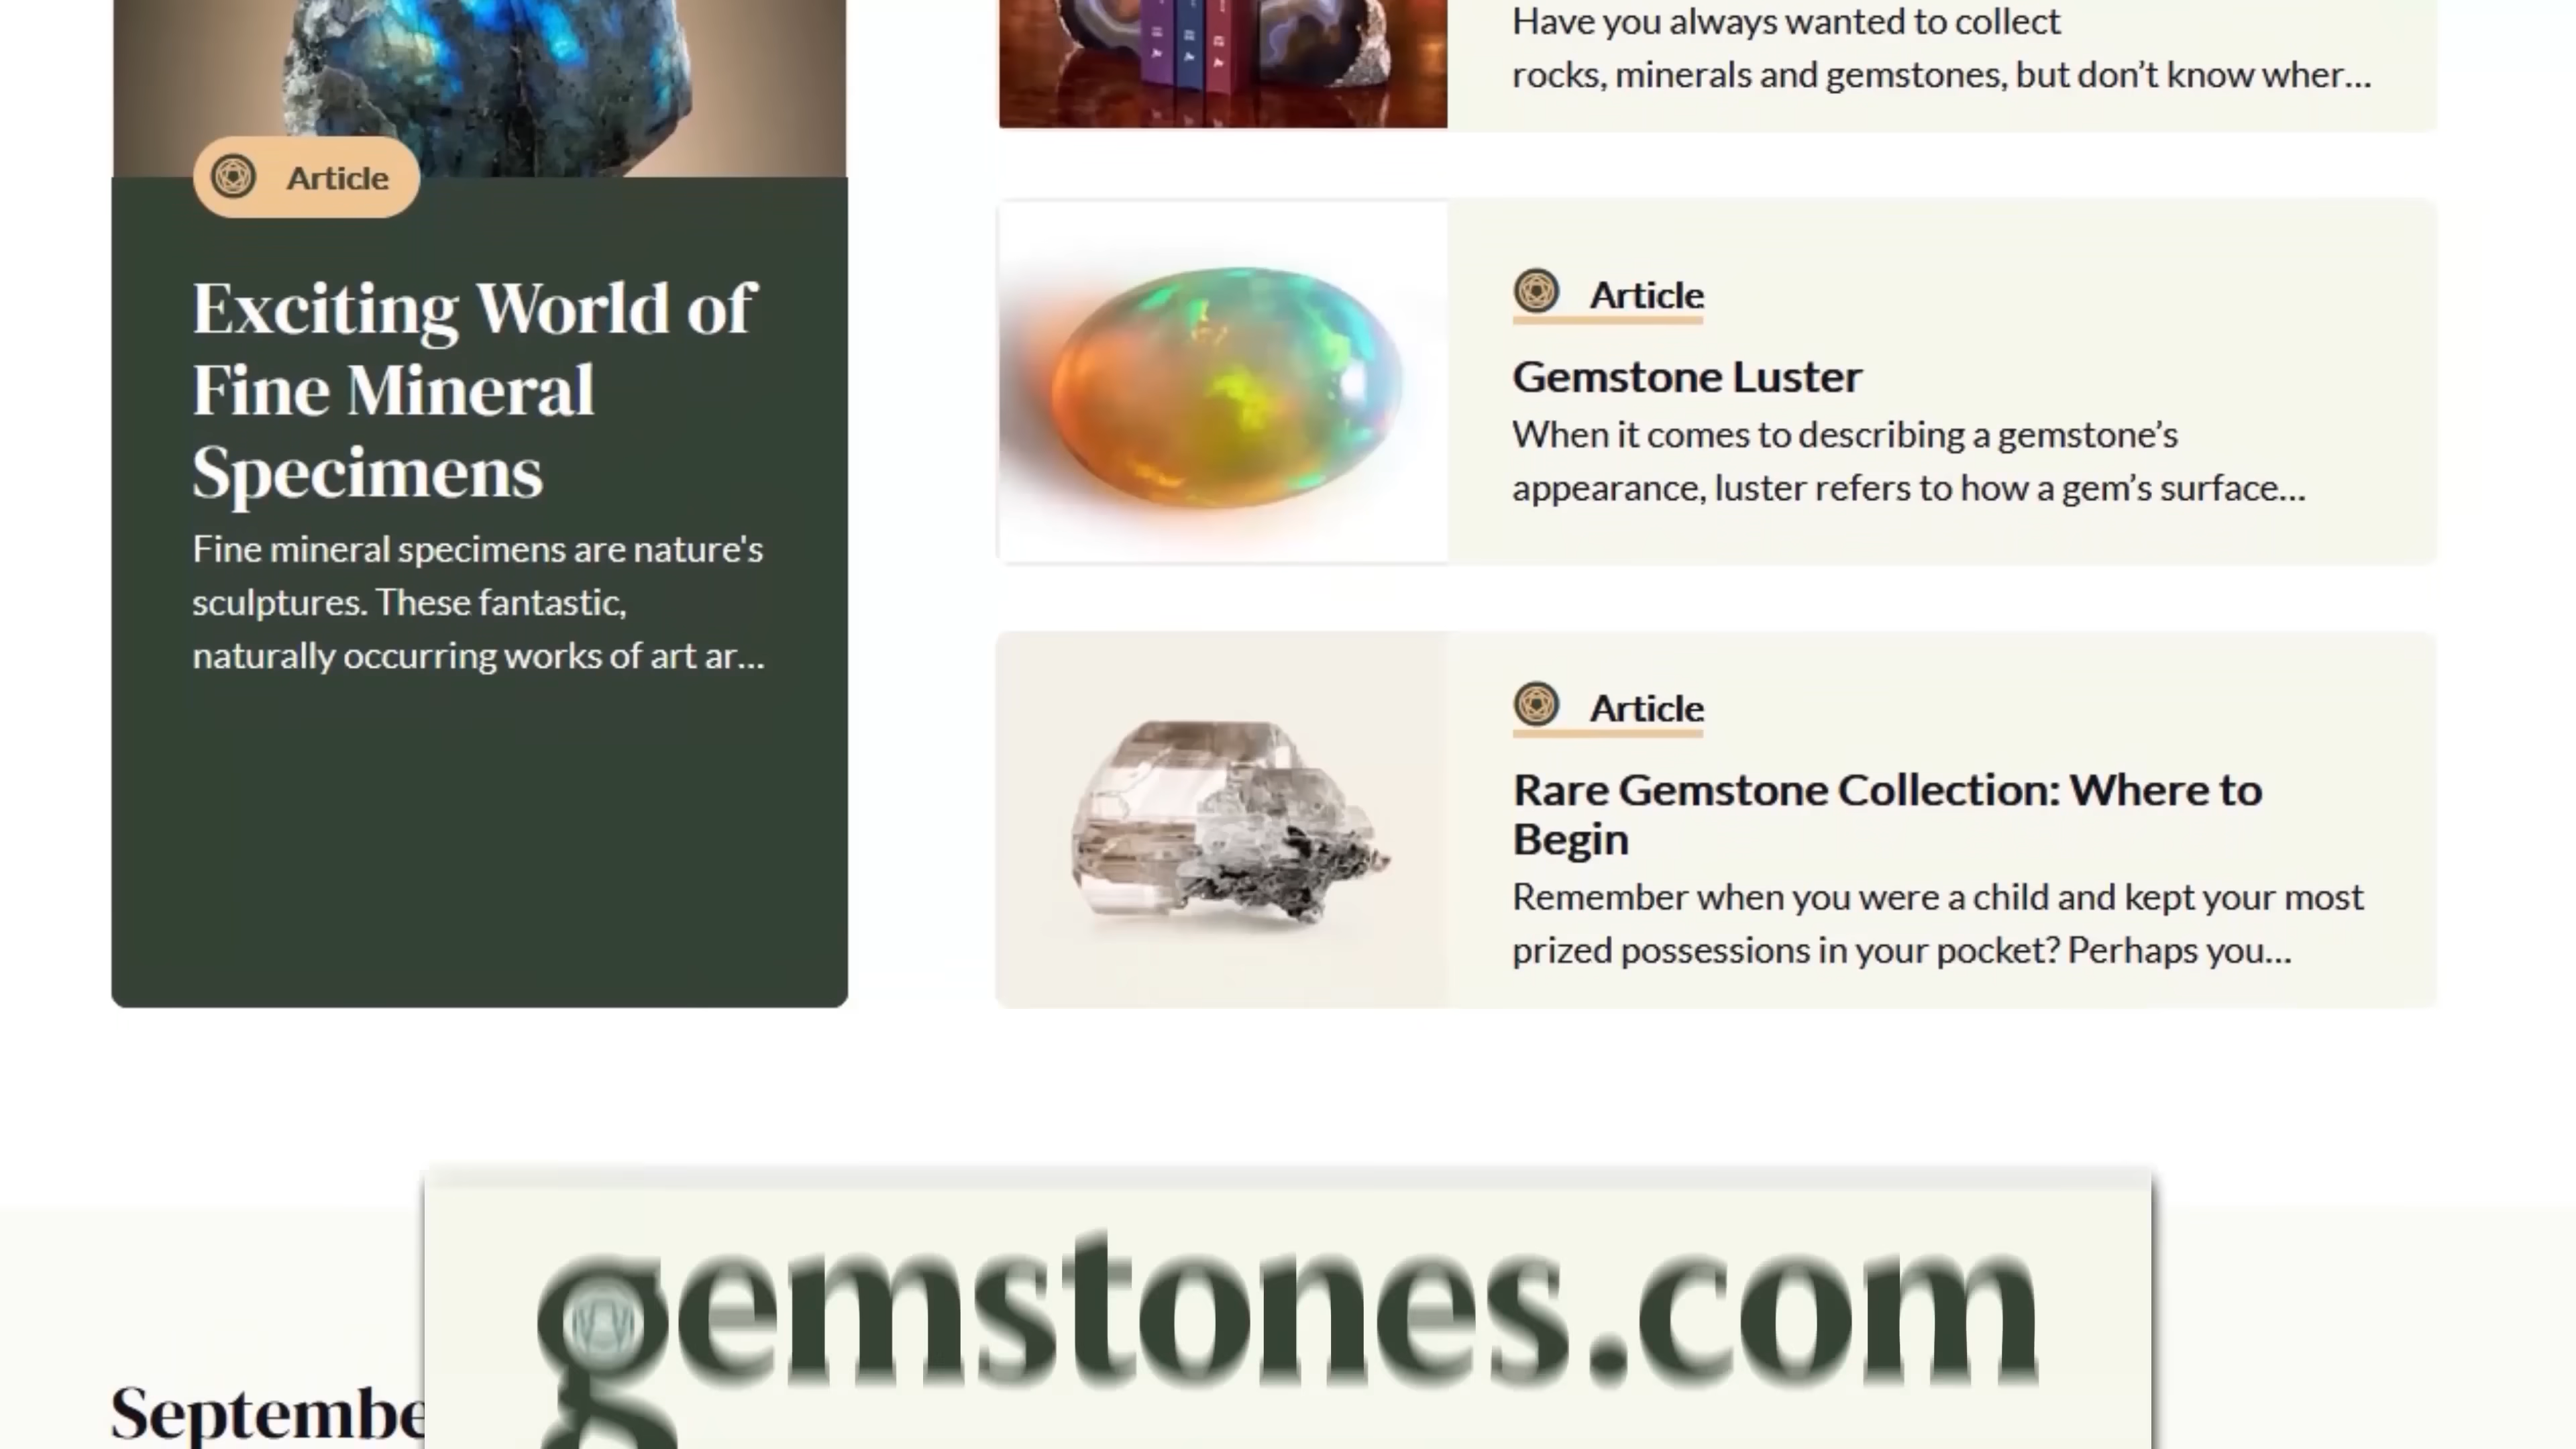 Article
Exciting World of
Fine Mineral
Specimens
Fine mineral specimens are nature's
sculptures. These fantastic,
naturally occurring works of art ar...
Have you always wanted to collect
rocks, minerals and gemstones, but don’t know wher...
Article
Gemstone Luster
When it comes to describing a gemstone’s
appearance, luster refers to how a gem’s surface...
Article
Rare Gemstone Collection: Where to
Begin
Remember when you were a child and kept your most
prized possessions in your pocket? Perhaps you...
gemstones.com
Septembe